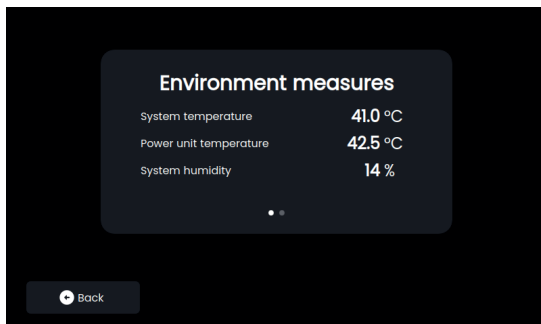 Environment measures
System temperature 41.0 °C
Power unit temperature 42.5 °C
System humidity 14 %
Back